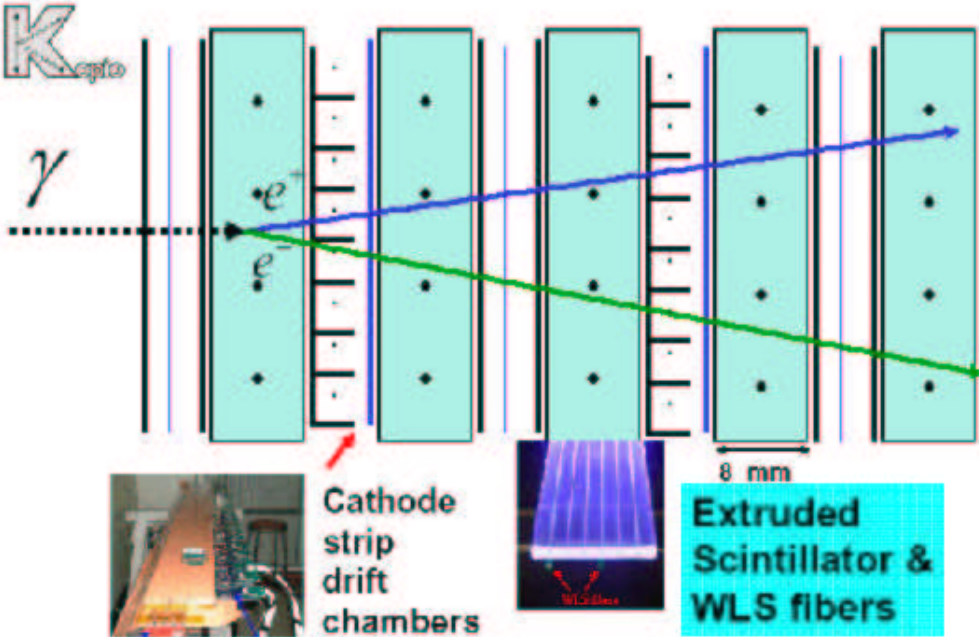 Kopio
γ
e⁺
e⁻
8 mm
Cathode
strip
drift
chambers
Extruded
Scintillator &
WLS fibers